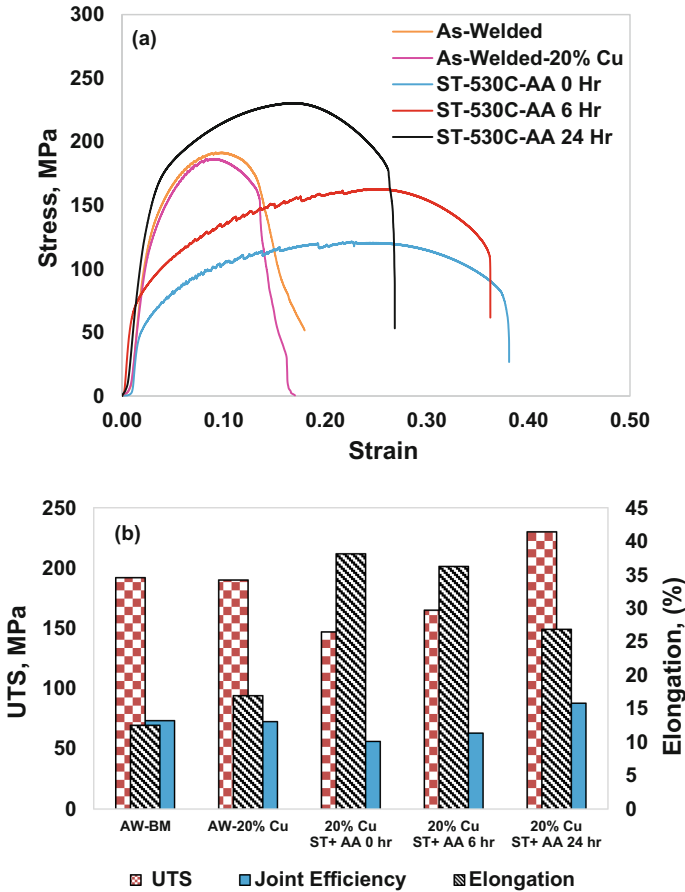 300
250
200
150
100
50
0
Stress, MPa
(a)
As-Welded
As-Welded-20% Cu
ST-530C-AA 0 Hr
ST-530C-AA 6 Hr
ST-530C-AA 24 Hr
0.00 0.10 0.20 0.30 0.40 0.50
Strain
250
200
150
100
50
0
UTS, MPa
(b)
45
40
35
30
25
20
15
10
5
0
Elongation, (%)
AW-BM
AW-20% Cu
20% Cu
ST+ AA 0 hr
20% Cu
ST+ AA 6 hr
20% Cu
ST+ AA 24 hr
UTS Joint Efficiency Elongation